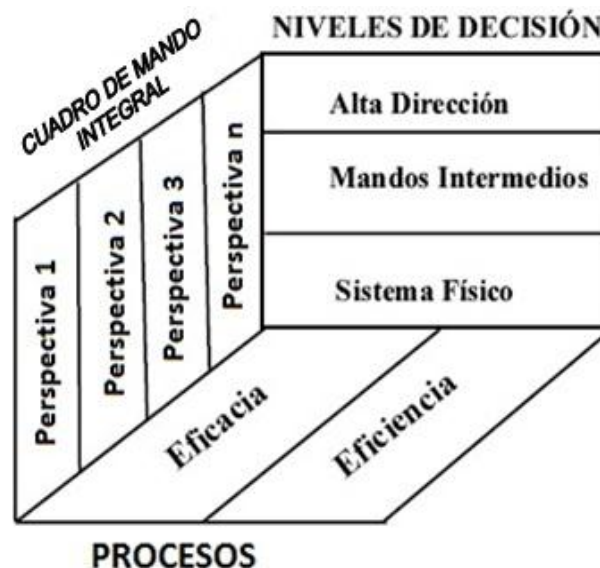 NIVELES DE DECISIÓN
CUADRO DE MANDO
INTEGRAL
Alta Dirección
Mandos Intermedios
Sistema Físico
Perspectiva 1
Perspectiva 2
Perspectiva 3
Perspectiva n
Eficacia
Eficiencia
PROCESOS